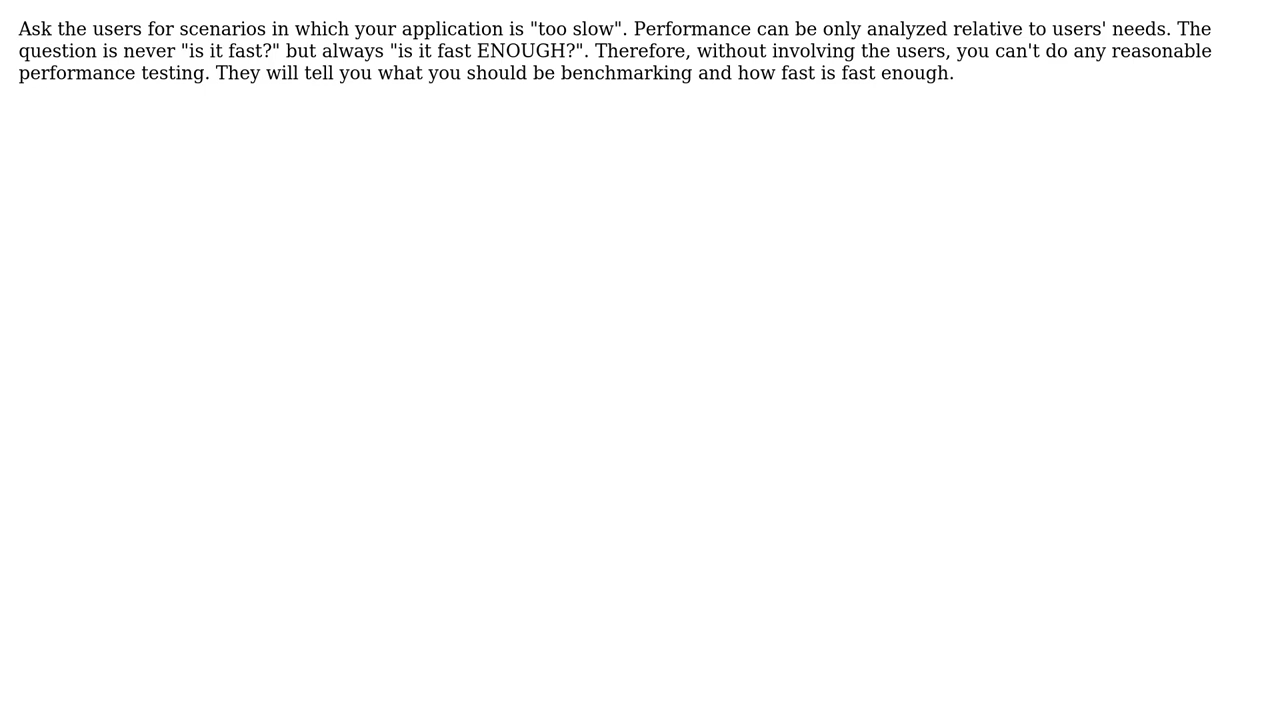 Ask the users for scenarios in which your application is "too slow". Performance can be only analyzed relative to users' needs. The
question is never "is it fast?" but always "is it fast ENOUGH?". Therefore, without involving the users, you can't do any reasonable
performance testing. They will tell you what you should be benchmarking and how fast is fast enough.